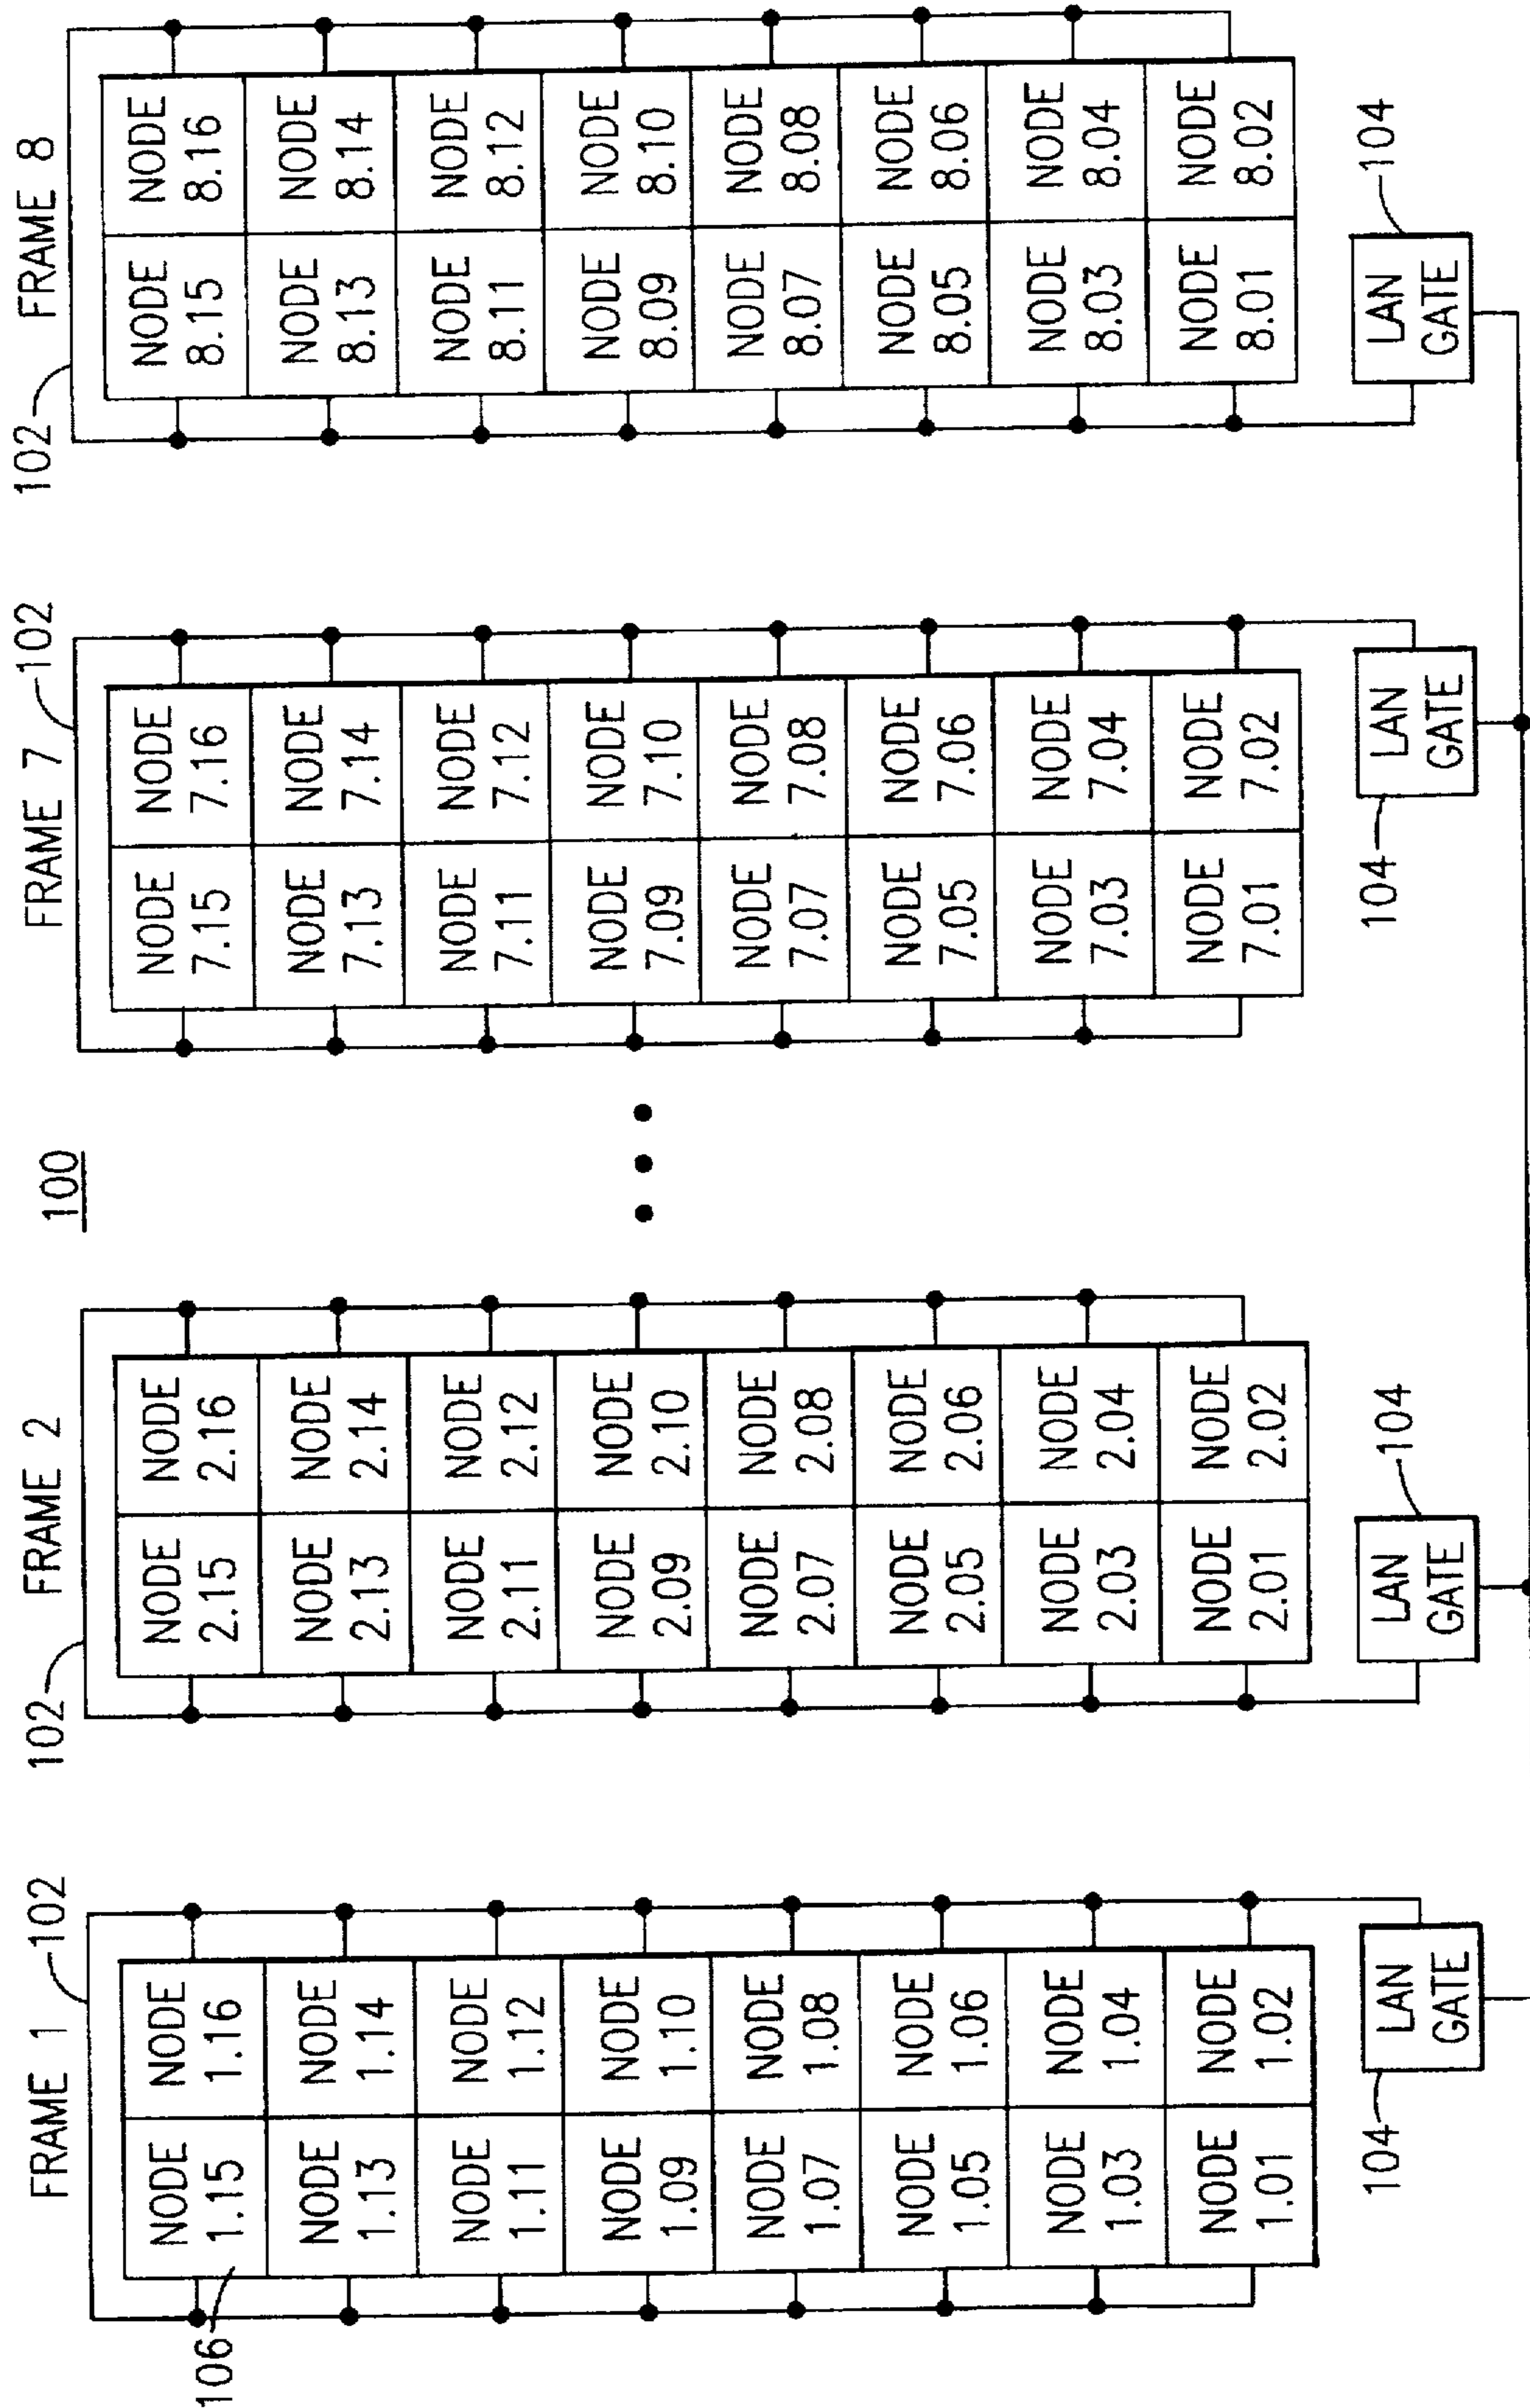 100
FRAME 1
102
NODE
1.15
NODE
1.16
NODE
1.13
NODE
1.14
NODE
1.11
NODE
1.12
NODE
1.09
NODE
1.10
NODE
1.07
NODE
1.08
NODE
1.05
NODE
1.06
NODE
1.03
NODE
1.04
NODE
1.01
NODE
1.02
106
104
LAN
GATE
102
FRAME 2
NODE
2.15
NODE
2.16
NODE
2.13
NODE
2.14
NODE
2.11
NODE
2.12
NODE
2.09
NODE
2.10
NODE
2.07
NODE
2.08
NODE
2.05
NODE
2.06
NODE
2.03
NODE
2.04
NODE
2.01
NODE
2.02
LAN
GATE
104
FRAME 7
102
NODE
7.15
NODE
7.16
NODE
7.13
NODE
7.14
NODE
7.11
NODE
7.12
NODE
7.09
NODE
7.10
NODE
7.07
NODE
7.08
NODE
7.05
NODE
7.06
NODE
7.03
NODE
7.04
NODE
7.01
NODE
7.02
104
LAN
GATE
102
FRAME 8
NODE
8.15
NODE
8.16
NODE
8.13
NODE
8.14
NODE
8.11
NODE
8.12
NODE
8.09
NODE
8.10
NODE
8.07
NODE
8.08
NODE
8.05
NODE
8.06
NODE
8.03
NODE
8.04
NODE
8.01
NODE
8.02
LAN
GATE
104